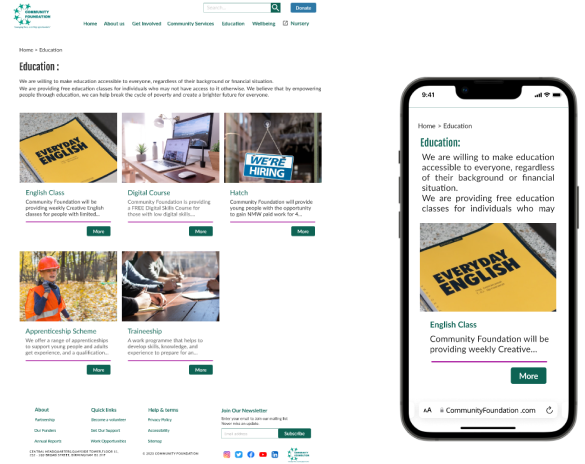 COMMUNITY
FOUNDATION
Donate
Home About us Get Involved Community Services Education Wellbeing Nursery
Home > Education
Education :
We are willing to make education accessible to everyone, regardless of their background or financial situation.
We are providing free education classes for individuals who may not have access to it otherwise. We believe that by empowering
people through education, we can help break the cycle of poverty and create a brighter future for everyone.
EVERYDAY
ENGLISH
WE'RE
HIRING
English Class
Community Foundation will be
providing weekly Creative English
classes for people with limited...
More
Digital Course
Community Foundation is providing
a FREE Digital Skills Course for
those with low digital skills....
More
Hatch
Community Foundation will provide
young people with the opportunity
to gain NMW paid work for 4...
More
Apprenticeship Scheme
We offer a range of apprenticeships
to support young people and adults
get experience, and a qualification...
More
Traineeship
A work programme that helps to
develop skills, knowledge, and
experience to prepare for an...
More
About
Partnership
Our Funders
Annual Reports
Quick links
Become a volunteer
Get Our Support
Work Opportunities
Help & terms
Privacy Policy
Accessibility
Sitemap
Join Our Newsletter
Enter your email to join our mailing list
Never miss an update.
Subscribe
© 2023 COMMUNITY FOUNDATION
9:41
Home > Education
Education:
We are willing to make education
accessible to everyone, regardless
of their background or financial
situation.
We are providing free education
classes for individuals who may
EVERYDAY
ENGLISH
English Class
Community Foundation will be
providing weekly Creative...
More
AA CommunityFoundation .com